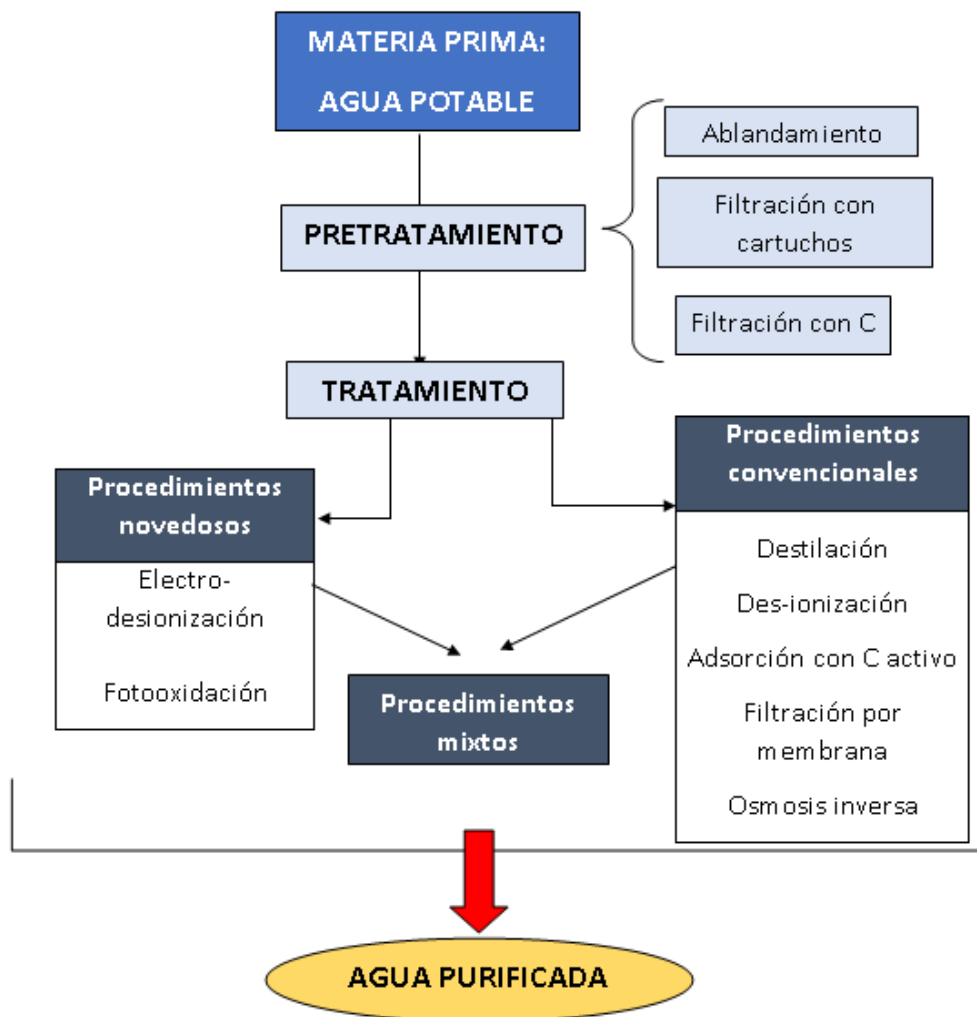 MATERIA PRIMA:
AGUA POTABLE
PRETRATAMIENTO
Ablandamiento
Filtración con
cartuchos
Filtración con C
TRATAMIENTO
Procedimientos
novedosos
Electro-
desionización
Fotooxidación
Procedimientos
convencionales
Destilación
Des-ionización
Adsorción con C activo
Filtración por
membrana
Osmosis inversa
Procedimientos
mixtos
AGUA PURIFICADA